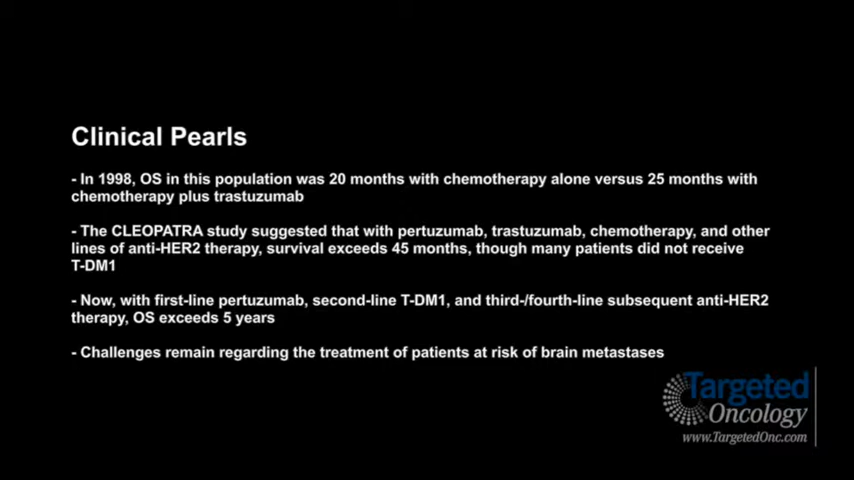 Clinical Pearls
- In 1998, OS in this population was 20 months with chemotherapy alone versus 25 months with
chemotherapy plus trastuzumab
- The CLEOPATRA study suggested that with pertuzumab, trastuzumab, chemotherapy, and other
lines of anti-HER2 therapy, survival exceeds 45 months, though many patients did not receive
T-DM1
- Now, with first-line pertuzumab, second-line T-DM1, and third-/fourth-line subsequent anti-HER2
therapy, OS exceeds 5 years
- Challenges remain regarding the treatment of patients at risk of brain metastases
Targeted
Oncology
www.TargetedOnc.com